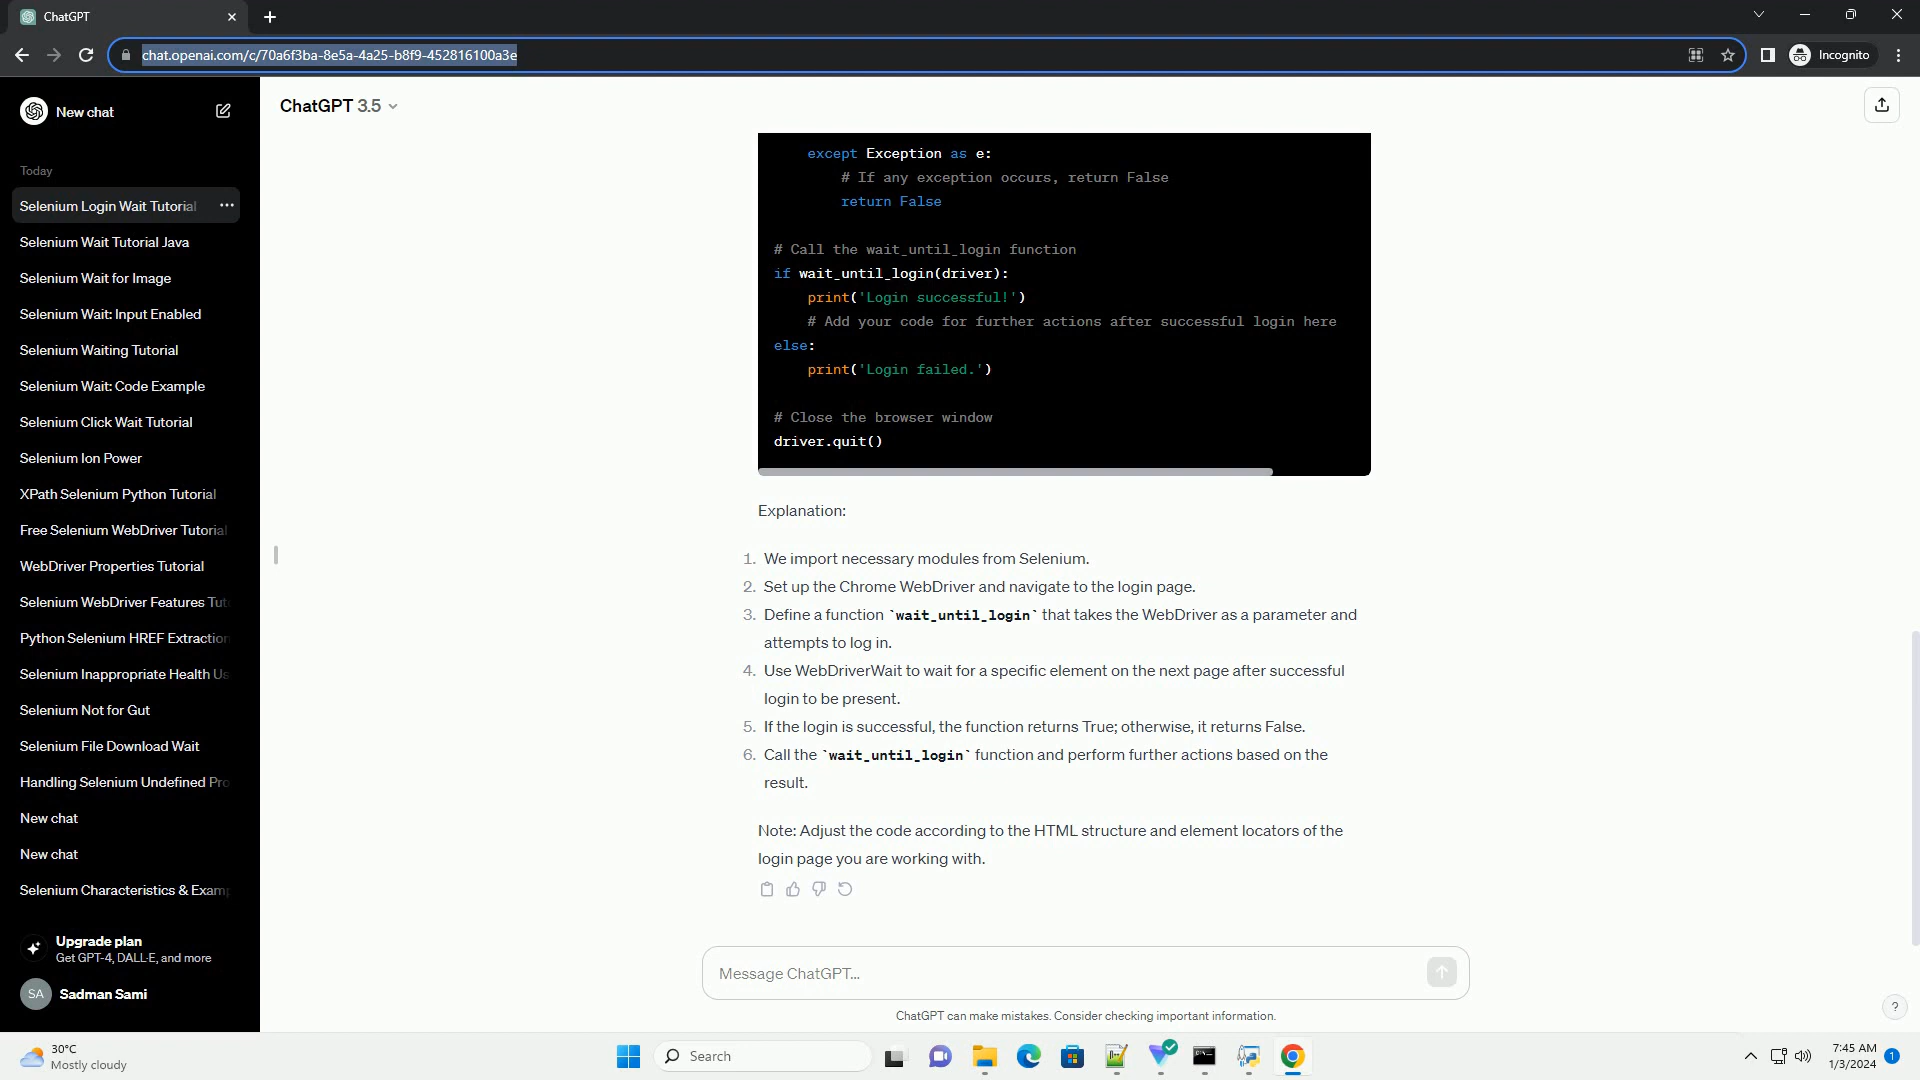 ChatGPT
chat.openai.com/c/70a6f3ba-8e5a-4a25-b8f9-452816100a3e
Incognito
New chat
Today
Selenium Login Wait Tutorial
Selenium Wait Tutorial Java
Selenium Wait for Image
Selenium Wait: Input Enabled
Selenium Waiting Tutorial
Selenium Wait: Code Example
Selenium Click Wait Tutorial
Selenium Ion Power
XPath Selenium Python Tutorial
Free Selenium WebDriver Tutorial
WebDriver Properties Tutorial
Selenium WebDriver Features Tut
Python Selenium HREF Extraction
Selenium Inappropriate Health Us
Selenium Not for Gut
Selenium File Download Wait
Handling Selenium Undefined Pro
New chat
New chat
Selenium Characteristics & Examp
Upgrade plan
Get GPT-4, DALL·E, and more
SA
Sadman Sami
ChatGPT 3.5
except Exception as e:
# If any exception occurs, return False
return False
# Call the wait_until_login function
if wait_until_login(driver):
print('Login successful!')
# Add your code for further actions after successful login here
else:
print('Login failed.')
# Close the browser window
driver.quit()
Explanation:
1. We import necessary modules from Selenium.
2. Set up the Chrome WebDriver and navigate to the login page.
3. Define a function `wait_until_login` that takes the WebDriver as a parameter and
attempts to log in.
4. Use WebDriverWait to wait for a specific element on the next page after successful
login to be present.
5. If the login is successful, the function returns True; otherwise, it returns False.
6. Call the `wait_until_login` function and perform further actions based on the
result.
Note: Adjust the code according to the HTML structure and element locators of the
login page you are working with.
Message ChatGPT...
ChatGPT can make mistakes. Consider checking important information.
?
30°C
Mostly cloudy
Search
7:45 AM
1/3/2024
1